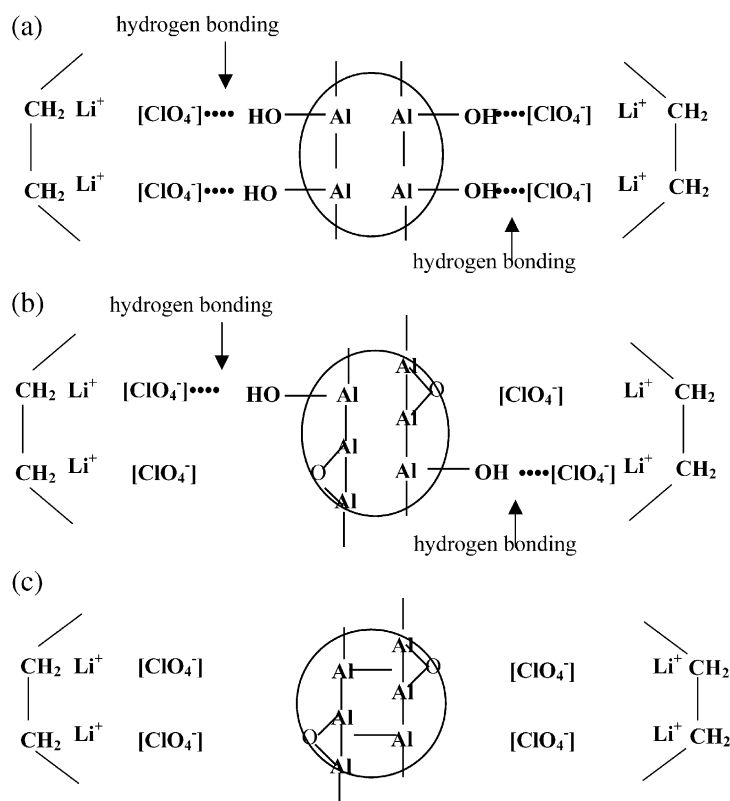 (a)
hydrogen bonding
CH₂ Li⁺ [ClO₄⁻]•••• HO Al Al OH••••[ClO₄⁻] Li⁺ CH₂
CH₂ Li⁺ [ClO₄⁻]•••• HO Al Al OH••••[ClO₄⁻] Li⁺ CH₂
hydrogen bonding
(b)
hydrogen bonding
Al
CH₂ Li⁺ [ClO₄⁻]•••• HO Al O [ClO₄⁻] Li⁺ CH₂
Al
Al
CH₂ Li⁺ [ClO₄⁻] O Al OH ••••[ClO₄⁻] Li⁺ CH₂
Al
hydrogen bonding
(c)
Al
CH₂ Li⁺ [ClO₄⁻] Al O [ClO₄⁻] Li⁺ CH₂
Al
Al
CH₂ Li⁺ [ClO₄⁻] O Al [ClO₄⁻] Li⁺ CH₂
Al